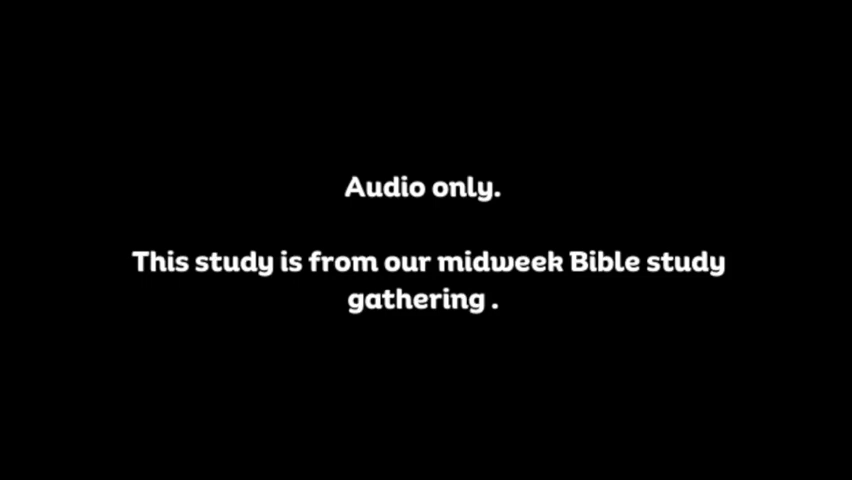 Audio only.
This study is from our midweek Bible study
gathering .